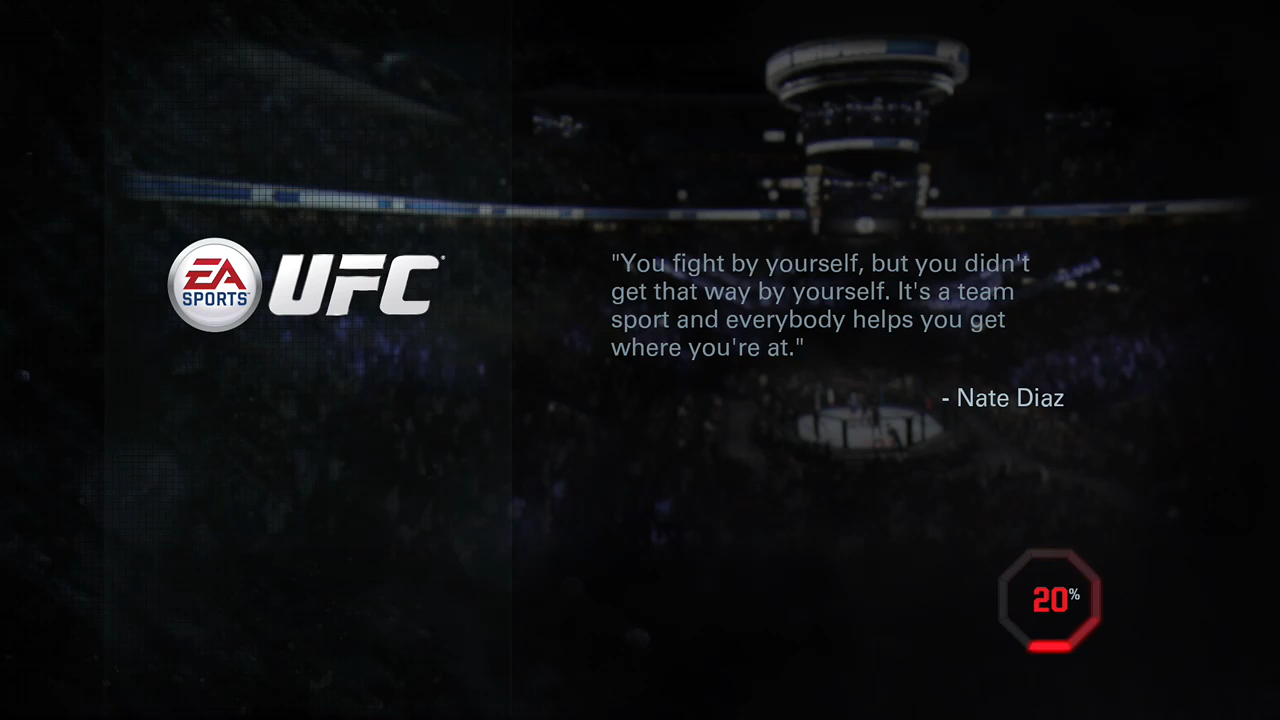 EA
SPORTS
UFC
"You fight by yourself, but you didn't
get that way by yourself. It's a team
sport and everybody helps you get
where you're at."
- Nate Diaz
20%